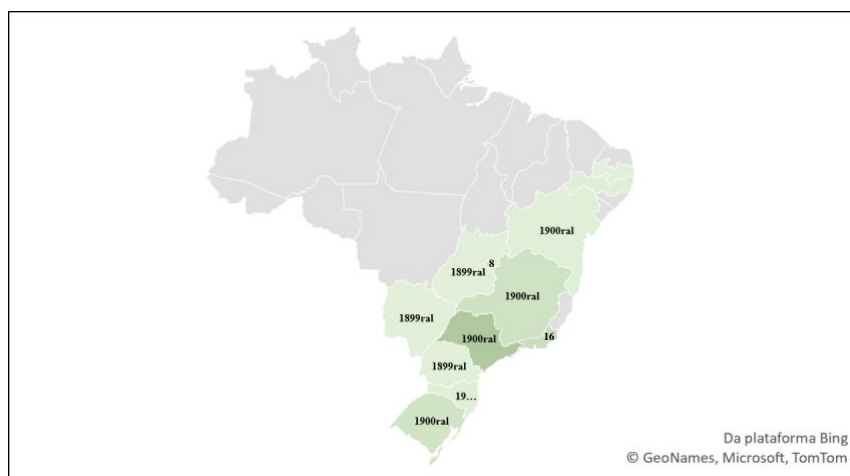 1900ral
8
1899ral
1900ral
1899ral
1900ral
16
1899ral
19...
1900ral
Da plataforma Bing
© GeoNames, Microsoft, TomTom